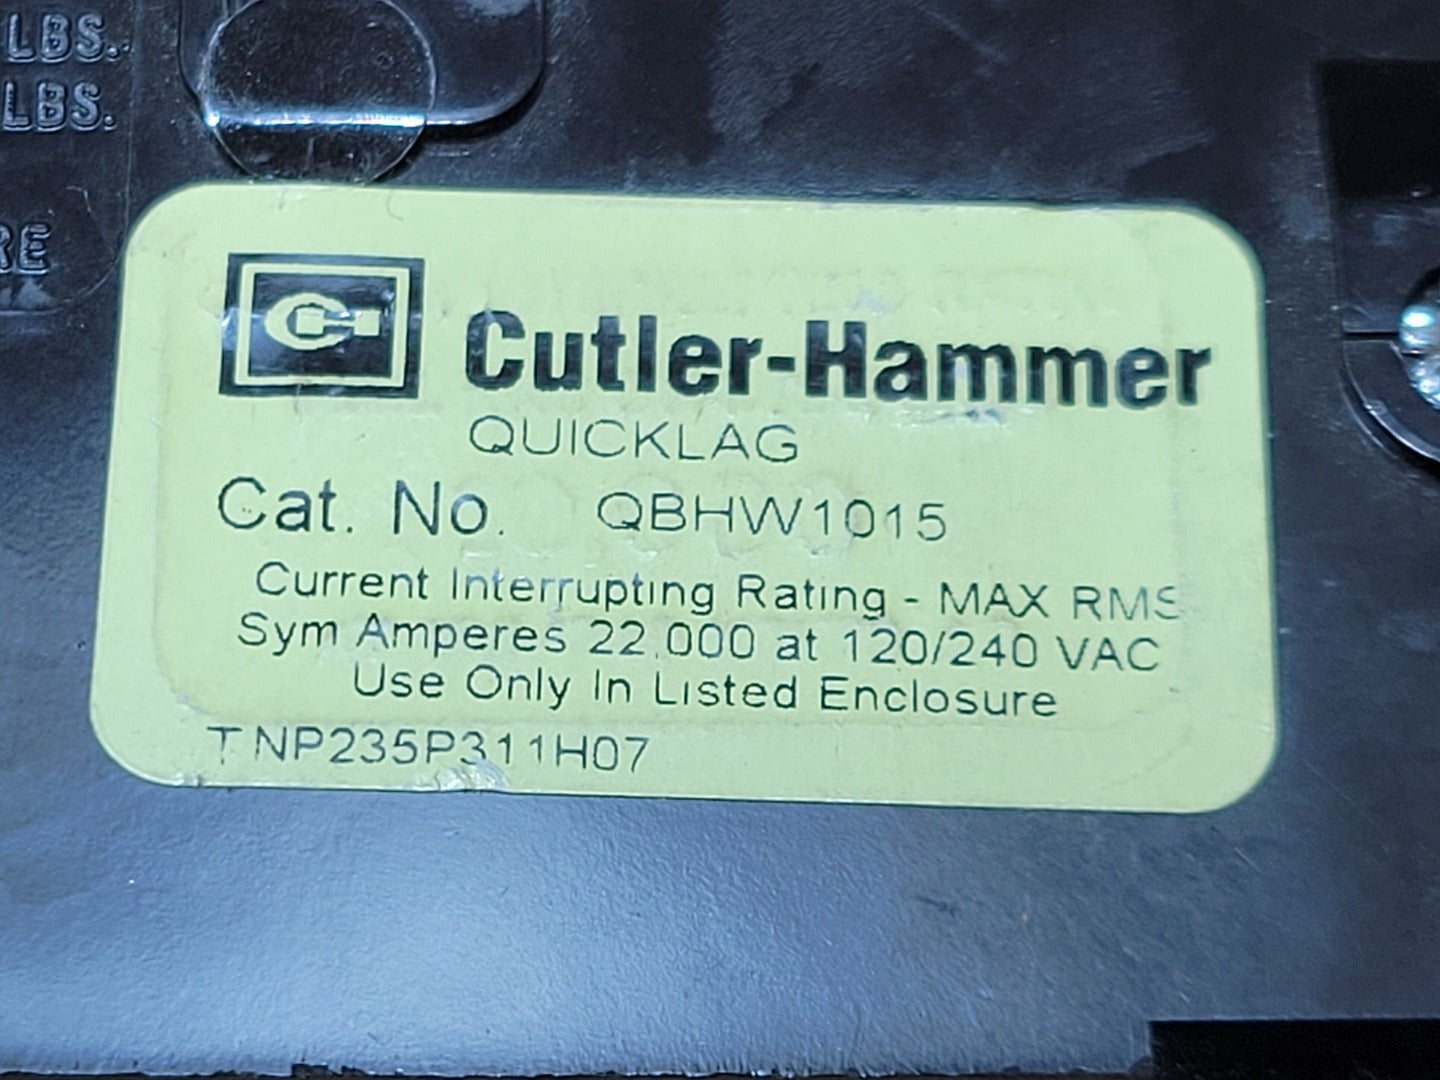 LBS.
LBS.
RE
CH
Cutler-Hammer
QUICKLAG
Cat. No. QBHW1015
Current Interrupting Rating - MAX RMS
Sym Amperes 22,000 at 120/240 VAC
Use Only In Listed Enclosure
TNP235P311H07